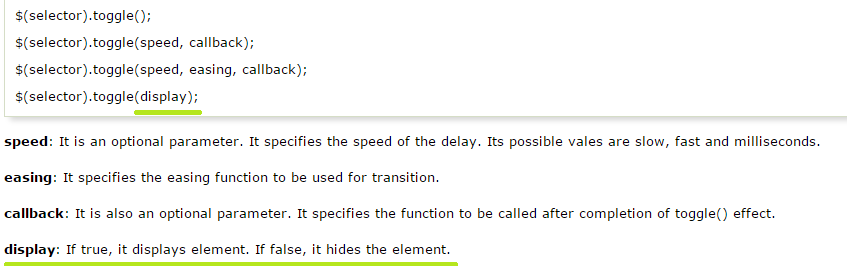 $(selector).toggle();
$(selector).toggle(speed, callback);
$(selector).toggle(speed, easing, callback);
$(selector).toggle(display);
speed: It is an optional parameter. It specifies the speed of the delay. Its possible vales are slow, fast and milliseconds.
easing: It specifies the easing function to be used for transition.
callback: It is also an optional parameter. It specifies the function to be called after completion of toggle() effect.
display: If true, it displays element. If false, it hides the element.